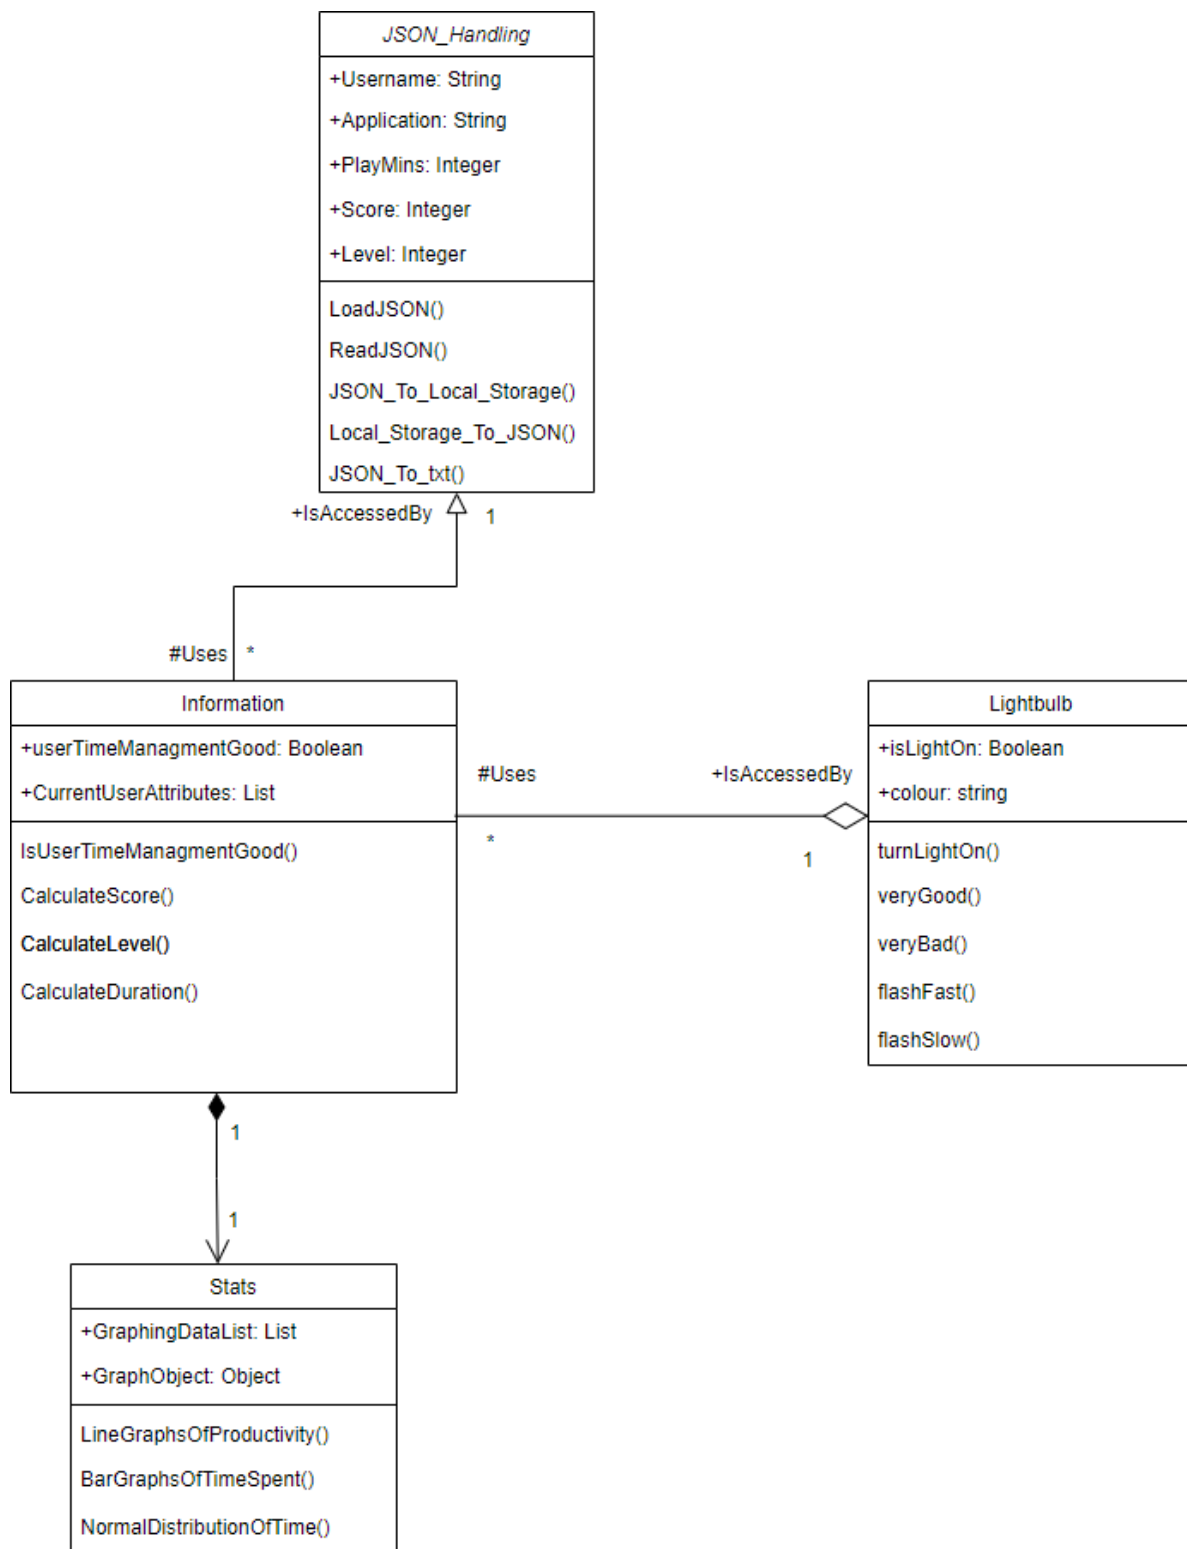 JSON_Handling
+Username: String
+Application: String
+PlayMins: Integer
+Score: Integer
+Level: Integer
LoadJSON()
ReadJSON()
JSON_To_Local_Storage()
Local_Storage_To_JSON()
JSON_To_txt()
+IsAccessedBy
1
#Uses
*
Information
+userTimeManagmentGood: Boolean
+CurrentUserAttributes: List
IsUserTimeManagmentGood()
CalculateScore()
CalculateLevel()
CalculateDuration()
#Uses
*
+IsAccessedBy
1
Lightbulb
+isLightOn: Boolean
+colour: string
turnLightOn()
veryGood()
veryBad()
flashFast()
flashSlow()
1
1
Stats
+GraphingDataList: List
+GraphObject: Object
LineGraphsOfProductivity()
BarGraphsOfTimeSpent()
NormalDistributionOfTime()